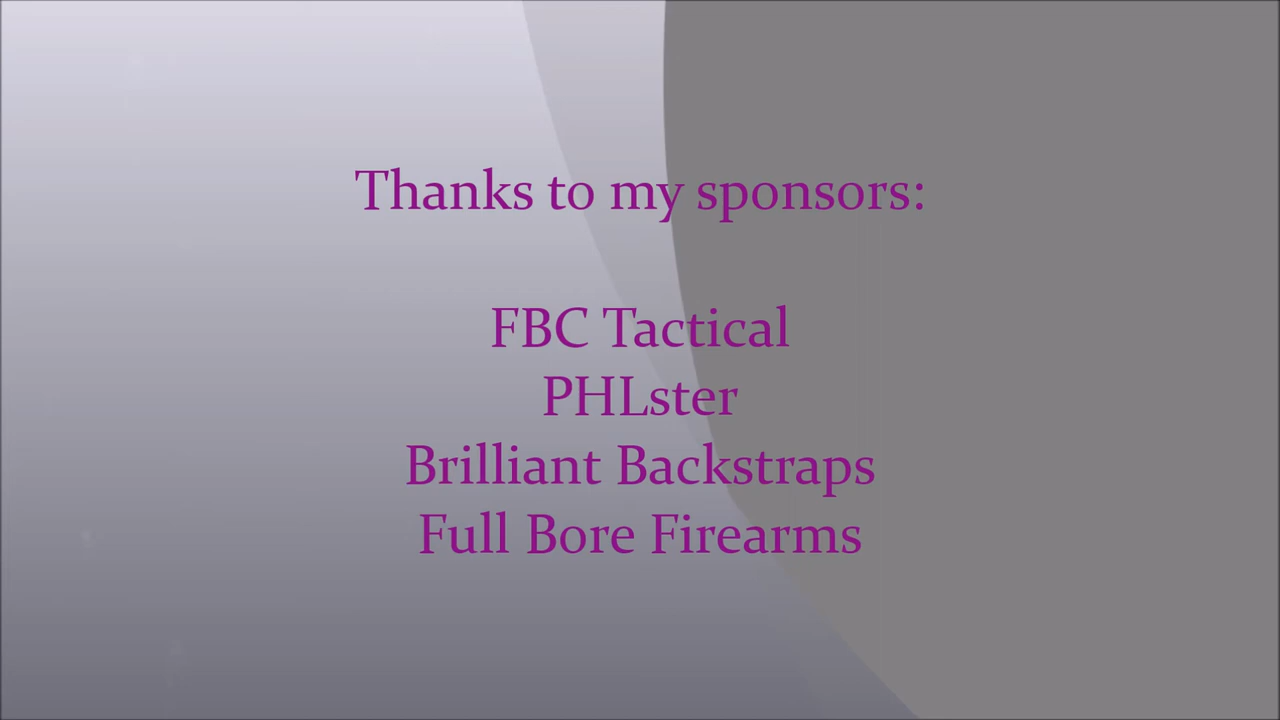 Thanks to my sponsors:
FBC Tactical
PHLster
Brilliant Backstraps
Full Bore Firearms